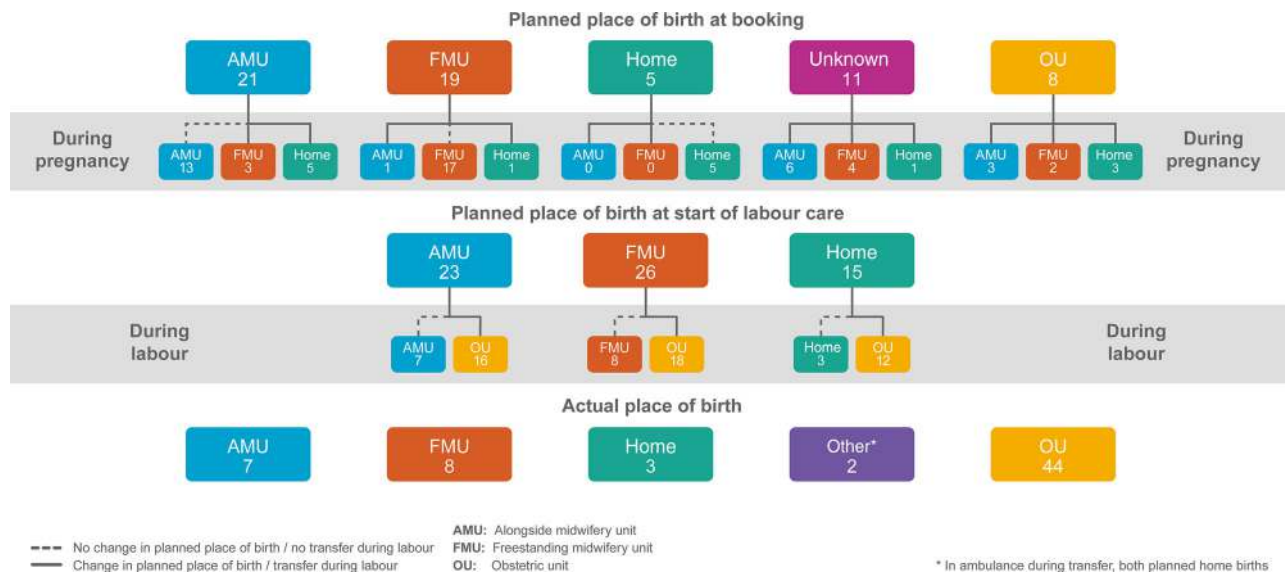 Planned place of birth at booking
AMU FMU Home Unknown OU
21 19 5 11 8
During pregnancy
AMU FMU Home AMU FMU Home AMU FMU Home AMU FMU Home AMU FMU Home
13 3 5 1 17 1 0 0 5 6 4 1 3 2 3
During pregnancy
Planned place of birth at start of labour care
AMU FMU Home
23 26 15
During labour
AMU OU FMU OU Home OU
7 16 8 18 3 12
During labour
Actual place of birth
AMU FMU Home Other* OU
7 8 3 2 44
No change in planned place of birth / no transfer during labour
Change in planned place of birth / transfer during labour
AMU: Alongside midwifery unit
FMU: Freestanding midwifery unit
OU: Obstetric unit
* In ambulance during transfer, both planned home births